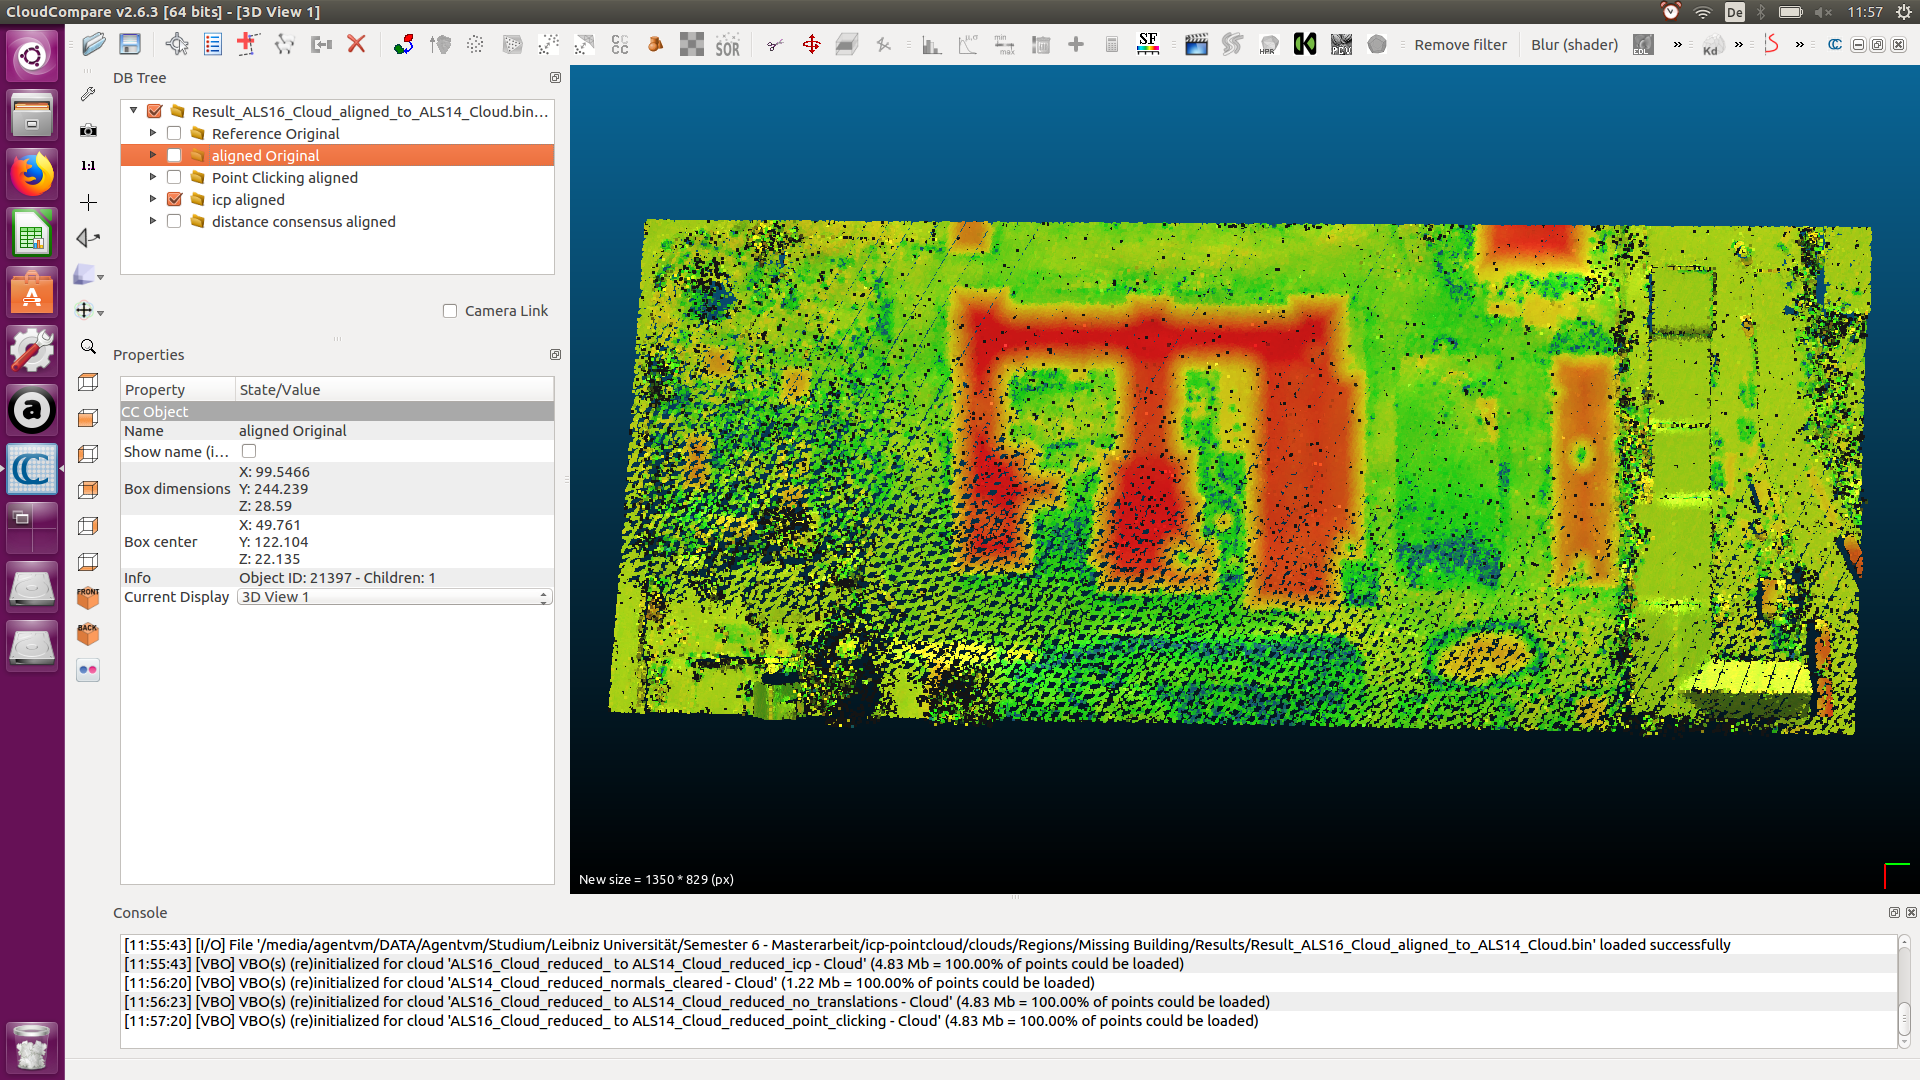 CloudCompare v2.6.3 [64 bits] - [3D View 1]
De
11:57
CC
CC
SOR
min
max
SF
HPR
PCV
Remove filter
Blur (shader)
EDL
»
Kd
»
»
DB Tree
Result_ALS16_Cloud_aligned_to_ALS14_Cloud.bin...
Reference Original
aligned Original
Point Clicking aligned
icp aligned
distance consensus aligned
1:1
Camera Link
Properties
Property State/Value
CC Object
Name aligned Original
Show name (i...
Box dimensions X: 99.5466
Y: 244.239
Z: 28.59
Box center X: 49.761
Y: 122.104
Z: 22.135
Info Object ID: 21397 - Children: 1
Current Display 3D View 1
FRONT
BACK
New size = 1350 * 829 (px)
Console
[11:55:43] [I/O] File '/media/agentvm/DATA/Agentvm/Studium/Leibniz Universität/Semester 6 - Masterarbeit/icp-pointcloud/clouds/Regions/Missing Building/Results/Result_ALS16_Cloud_aligned_to_ALS14_Cloud.bin' loaded successfully
[11:55:43] [VBO] VBO(s) (re)initialized for cloud 'ALS16_Cloud_reduced_ to ALS14_Cloud_reduced_icp - Cloud' (4.83 Mb = 100.00% of points could be loaded)
[11:56:20] [VBO] VBO(s) (re)initialized for cloud 'ALS14_Cloud_reduced_normals_cleared - Cloud' (1.22 Mb = 100.00% of points could be loaded)
[11:56:23] [VBO] VBO(s) (re)initialized for cloud 'ALS16_Cloud_reduced_ to ALS14_Cloud_reduced_no_translations - Cloud' (4.83 Mb = 100.00% of points could be loaded)
[11:57:20] [VBO] VBO(s) (re)initialized for cloud 'ALS16_Cloud_reduced_ to ALS14_Cloud_reduced_point_clicking - Cloud' (4.83 Mb = 100.00% of points could be loaded)